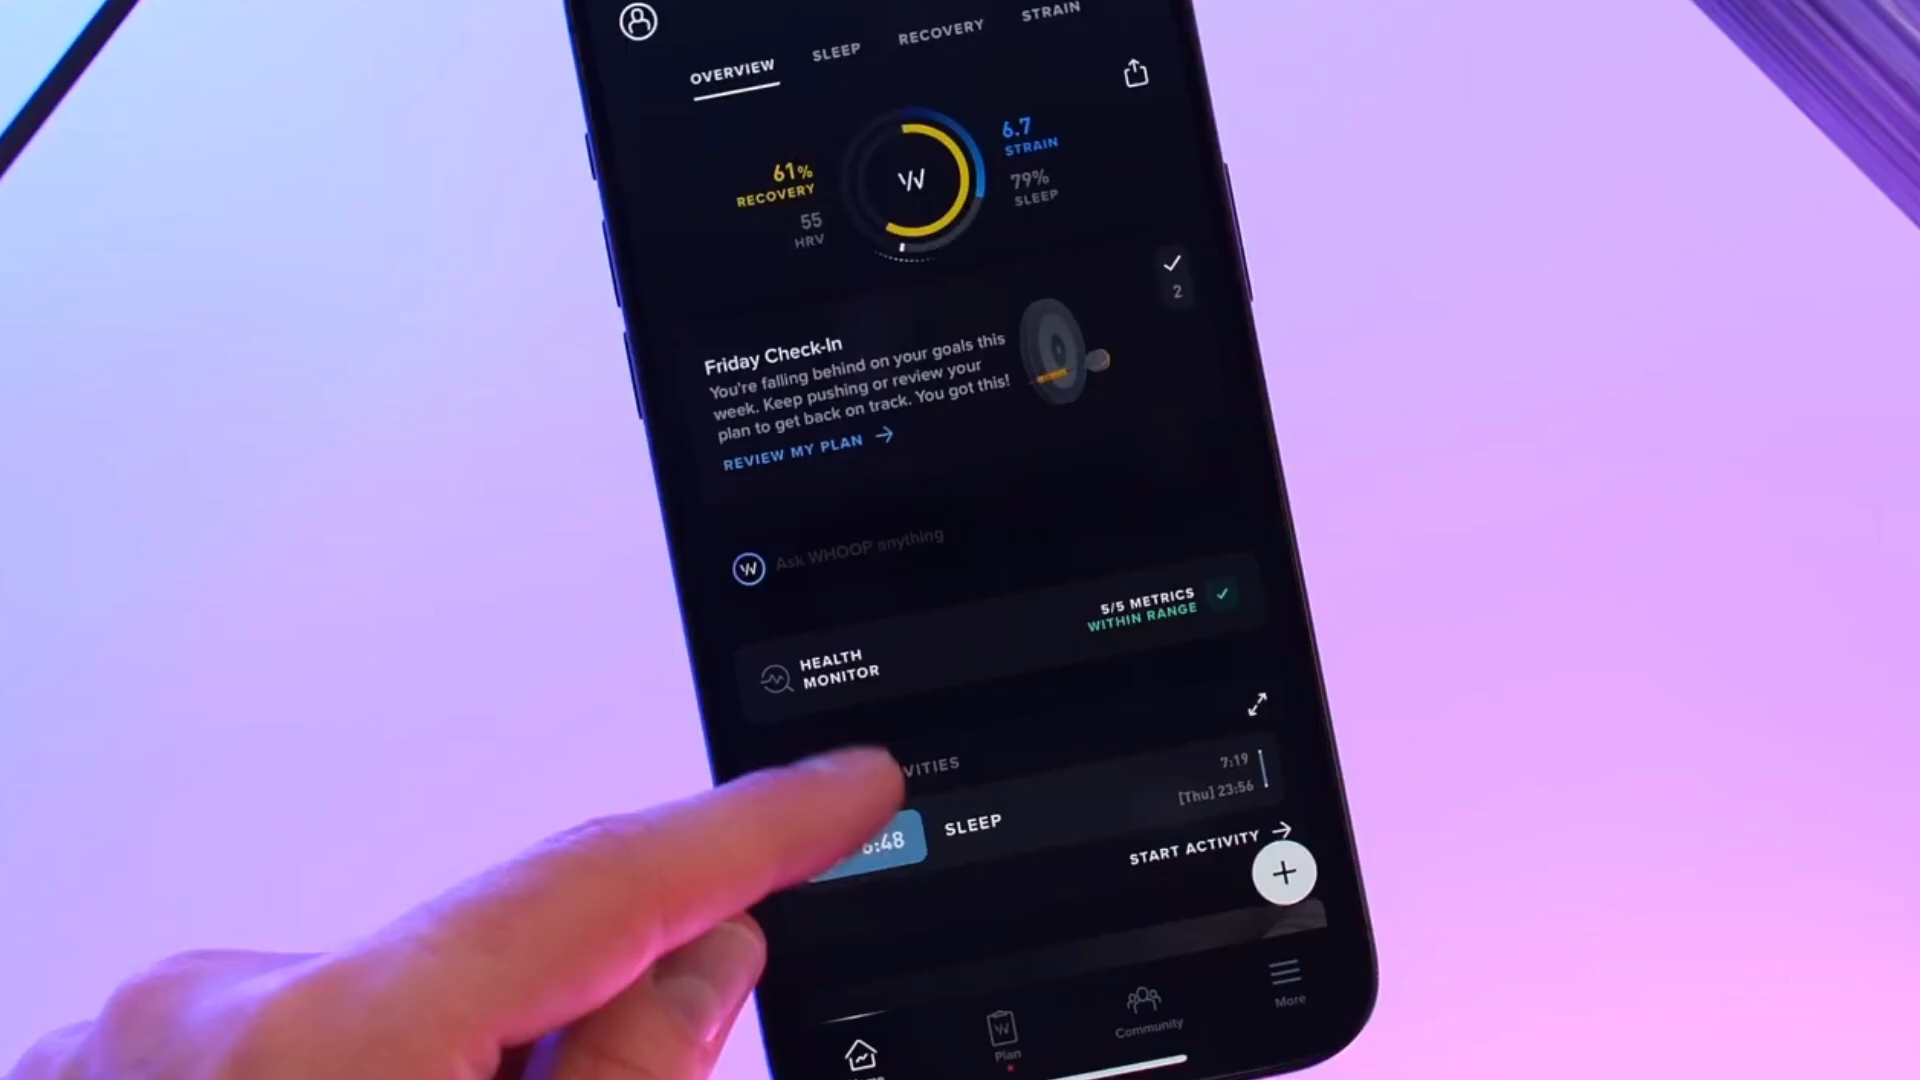 OVERVIEW
SLEEP
RECOVERY
STRAIN
61%
RECOVERY
55
HRV
6.7
STRAIN
79%
SLEEP
2
Friday Check-In
You're falling behind on your goals this
week. Keep pushing or review your
plan to get back on track. You got this!
REVIEW MY PLAN
Ask WHOOP anything
HEALTH
MONITOR
5/5 METRICS
WITHIN RANGE
:48
SLEEP
7:19
[Thu] 23:56
START ACTIVITY
Plan
Community
More